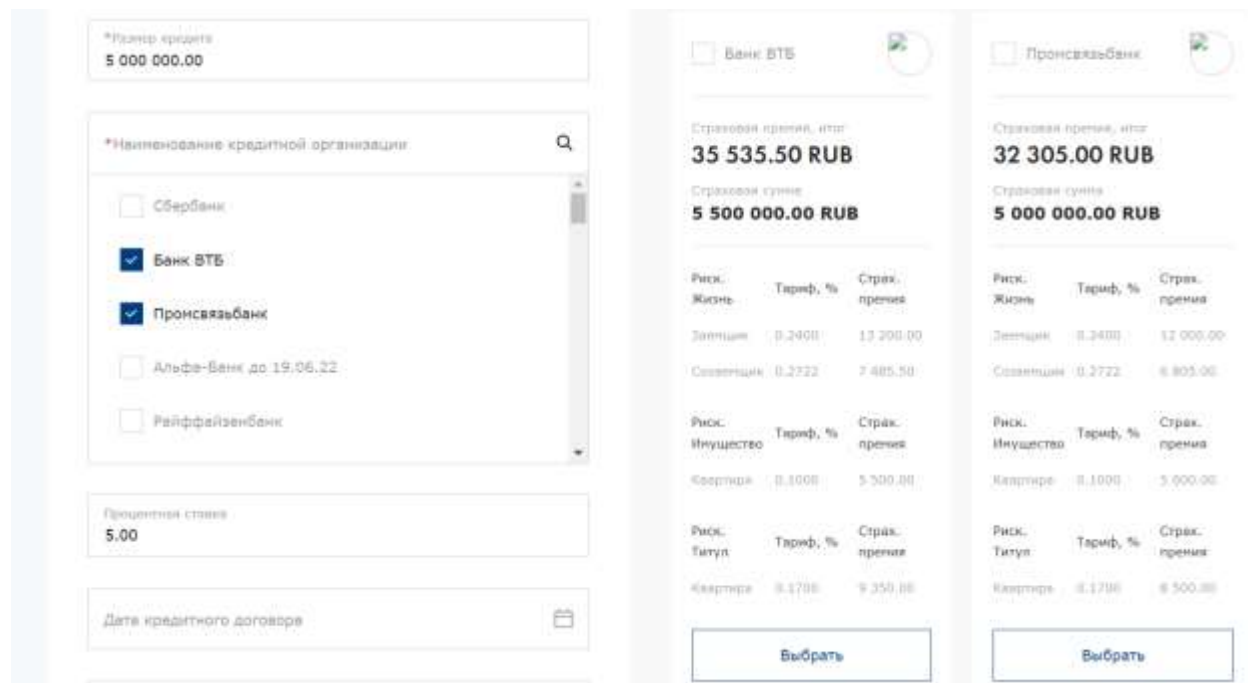 *Размер кредита
5 000 000.00
*Наименование кредитной организации
Сбербанк
Банк ВТБ
Промсвязьбанк
Альфа-Банк до 19.06.22
Райффайзенбанк
Процентная ставка
5.00
Дата кредитного договора
Банк ВТБ
Страховая премия, итог
35 535.50 RUB
Страховая сумма
5 500 000.00 RUB
Риск. Жизнь Тариф, % Страх. премия
Заемщик 0.2400 13 200.00
Созаемщик 0.2722 7 485.50
Риск. Имущество Тариф, % Страх. премия
Квартира 0.1000 5 500.00
Риск. Титул Тариф, % Страх. премия
Квартира 0.1700 9 350.00
Выбрать
Промсвязьбанк
Страховая премия, итог
32 305.00 RUB
Страховая сумма
5 000 000.00 RUB
Риск. Жизнь Тариф, % Страх. премия
Заемщик 0.2400 12 000.00
Созаемщик 0.2722 6 805.00
Риск. Имущество Тариф, % Страх. премия
Квартира 0.1000 5 000.00
Риск. Титул Тариф, % Страх. премия
Квартира 0.1700 8 500.00
Выбрать